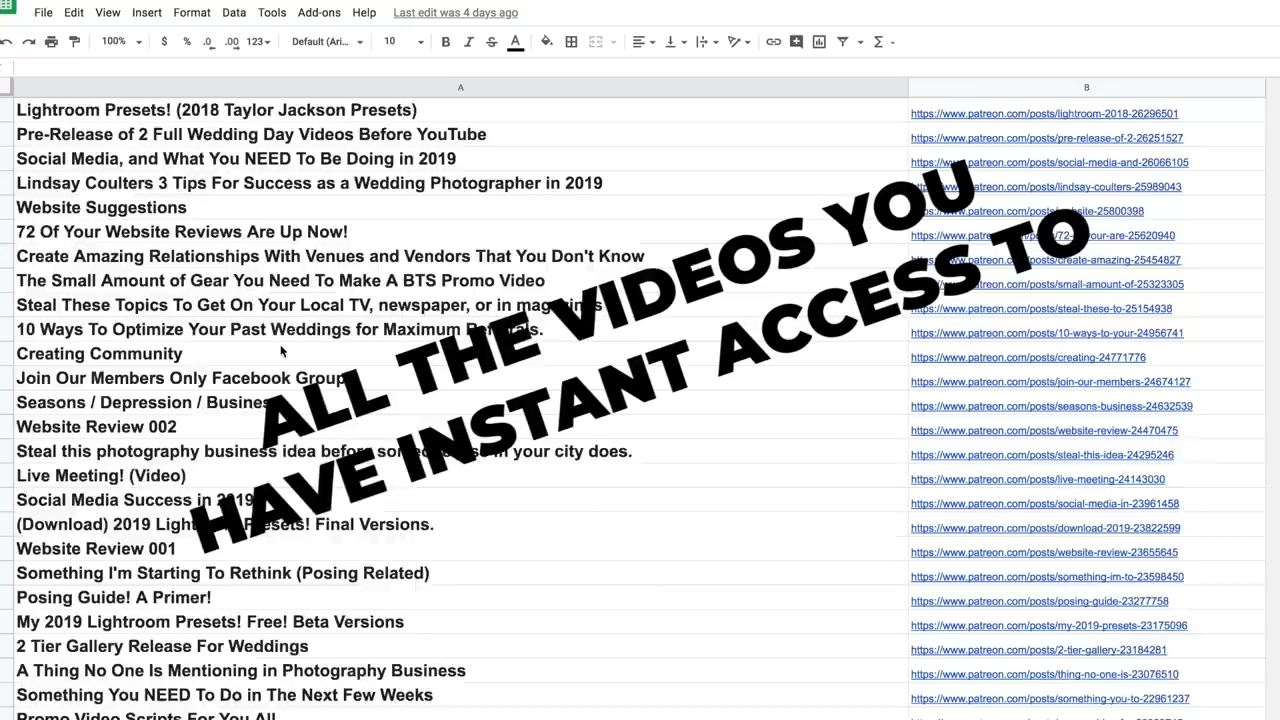 File Edit View Insert Format Data Tools Add-ons Help Last edit was 4 days ago
100% $ % .0 .00 123 Default (Ari... 10 B I S A
A B
Lightroom Presets! (2018 Taylor Jackson Presets) https://www.patreon.com/posts/lightroom-2018-26296501
Pre-Release of 2 Full Wedding Day Videos Before YouTube https://www.patreon.com/posts/pre-release-of-2-26251527
Social Media, and What You NEED To Be Doing in 2019 https://www.patreon.com/posts/social-media-and-26066105
Lindsay Coulters 3 Tips For Success as a Wedding Photographer in 2019 /www.patreon.com/posts/lindsay-coulters-25989043
Website Suggestions .patreon.com/posts/website-25800398
72 Of Your Website Reviews Are Up Now!
Create Amazing Relationships With Venues and Vendors That You Don't Know .patreon.com/posts/create-amazing-25454827
The Small Amount of Gear You Need To Make A BTS Promo Video .com/posts/small-amount-of-25323305
Steal These Topics To Get On Your Local TV, newspaper, or in https://www.patreon.com/posts/steal-these-to-25154938
10 Ways To Optimize Your Past Weddings for Maximum https://www.patreon.com/posts/10-ways-to-your-24956741
Creating Community https://www.patreon.com/posts/creating-24771776
Join Our Members Only Facebook Group https://www.patreon.com/posts/join-our-members-24674127
Seasons / Depression / https://www.patreon.com/posts/seasons-business-24632539
Website Review 002 https://www.patreon.com/posts/website-review-24470475
Steal this photography business idea your city does. https://www.patreon.com/posts/steal-this-idea-24295246
Live Meeting! (Video) https://www.patreon.com/posts/live-meeting-24143030
Social Media Success in 2019 https://www.patreon.com/posts/social-media-in-23961458
(Download) 2019 Presets! Final Versions. https://www.patreon.com/posts/download-2019-23822599
Website Review 001 https://www.patreon.com/posts/website-review-23655645
Something I'm Starting To Rethink (Posing Related) https://www.patreon.com/posts/something-im-to-23598450
Posing Guide! A Primer! https://www.patreon.com/posts/posing-guide-23277758
My 2019 Lightroom Presets! Free! Beta Versions https://www.patreon.com/posts/my-2019-presets-23175096
2 Tier Gallery Release For Weddings https://www.patreon.com/posts/2-tier-gallery-23184281
A Thing No One Is Mentioning in Photography Business https://www.patreon.com/posts/thing-no-one-is-23076510
Something You NEED To Do in The Next Few Weeks https://www.patreon.com/posts/something-you-to-22961237
Promo Video Scripts For You All
ALL THE VIDEOS YOU
HAVE INSTANT ACCESS TO